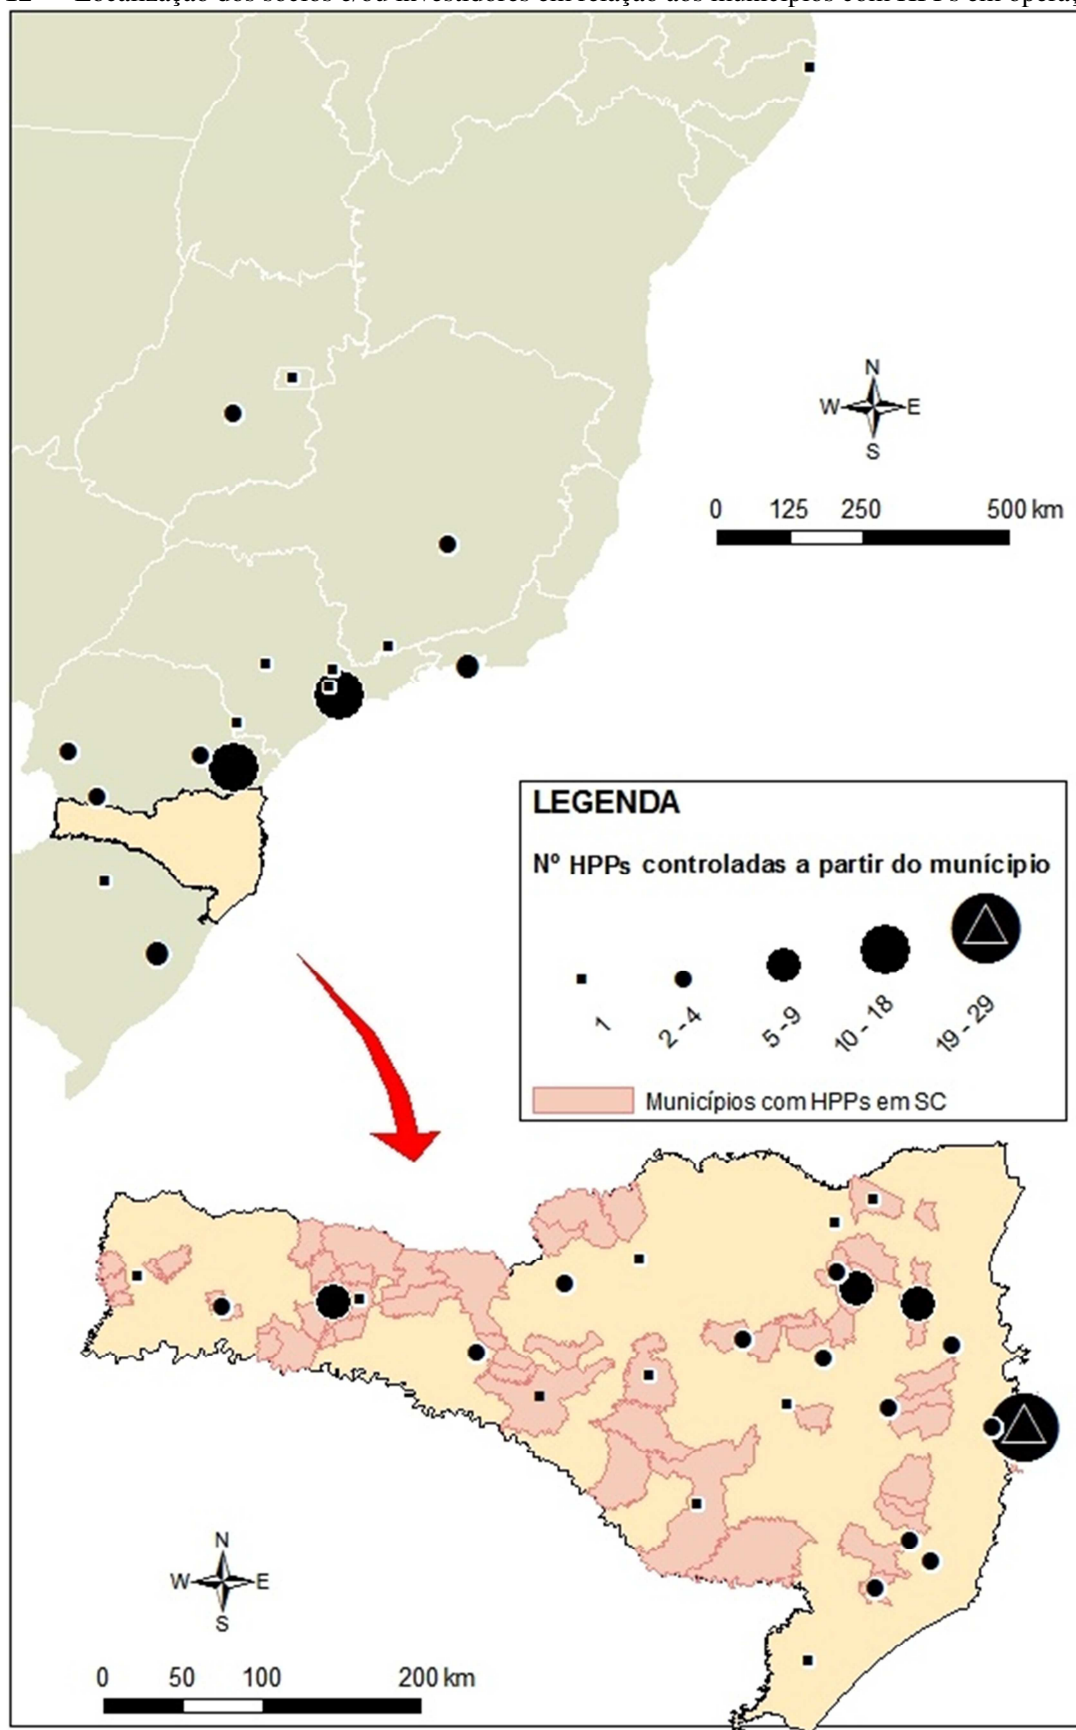 Localização dos sócios e/ou investidores em relação aos municípios com HPPs em
N
W E
S
0 125 250 500 km
LEGENDA
Nº HPPs controladas a partir do munícipio
1 2 - 4 5 - 9 10 - 18 19 - 29
Municípios com HPPs em SC
N
W E
S
0 50 100 200 km